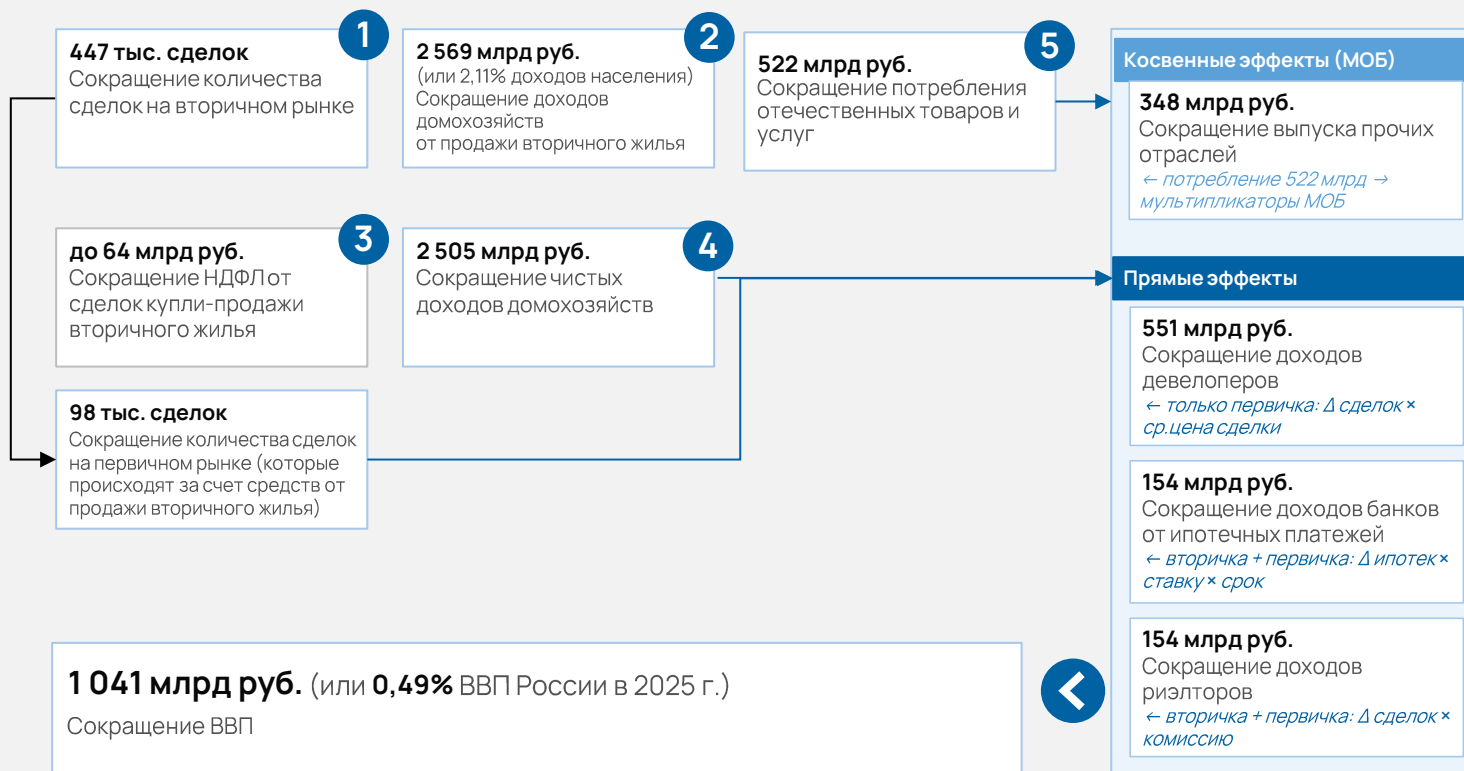 1
447 тыс. сделок
Сокращение количества
сделок на вторичном рынке
2
2 569 млрд руб.
(или 2,11% доходов населения)
Сокращение доходов
домохозяйств
от продажи вторичного жилья
5
522 млрд руб.
Сокращение потребления
отечественных товаров и
услуг
Косвенные эффекты (МОБ)
348 млрд руб.
Сокращение выпуска прочих
отраслей
← потребление 522 млрд →
мультипликаторы МОБ
3
до 64 млрд руб.
Сокращение НДФЛ от
сделок купли-продажи
вторичного жилья
4
2 505 млрд руб.
Сокращение чистых
доходов домохозяйств
Прямые эффекты
551 млрд руб.
Сокращение доходов
девелоперов
← только первичка: Δ сделок ×
ср.цена сделки
98 тыс. сделок
Сокращение количества сделок
на первичном рынке (которые
происходят за счет средств от
продажи вторичного жилья)
154 млрд руб.
Сокращение доходов банков
от ипотечных платежей
← вторичка + первичка: Δ ипотек ×
ставку × срок
154 млрд руб.
Сокращение доходов
риэлторов
← вторичка + первичка: Δ сделок ×
комиссию
1 041 млрд руб. (или 0,49% ВВП России в 2025 г.)
Сокращение ВВП